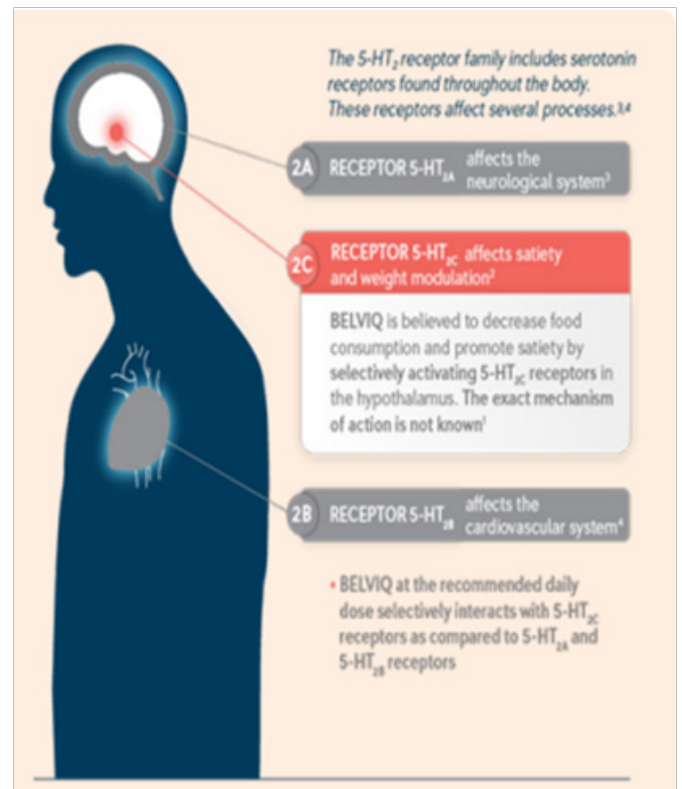 The 5-HT₂ receptor family includes serotonin
receptors found throughout the body.
These receptors affect several processes.³,⁴
2A RECEPTOR 5-HT₂A affects the
neurological system³
2C RECEPTOR 5-HT₂C affects satiety
and weight modulation²
BELVIQ is believed to decrease food
consumption and promote satiety by
selectively activating 5-HT₂C receptors in
the hypothalamus. The exact mechanism
of action is not known¹
2B RECEPTOR 5-HT₂B affects the
cardiovascular system⁴
• BELVIQ at the recommended daily
dose selectively interacts with 5-HT₂C
receptors as compared to 5-HT₂A and
5-HT₂B receptors